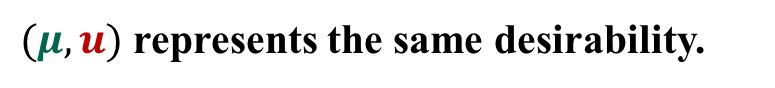 (μ, u) represents the same desirability.